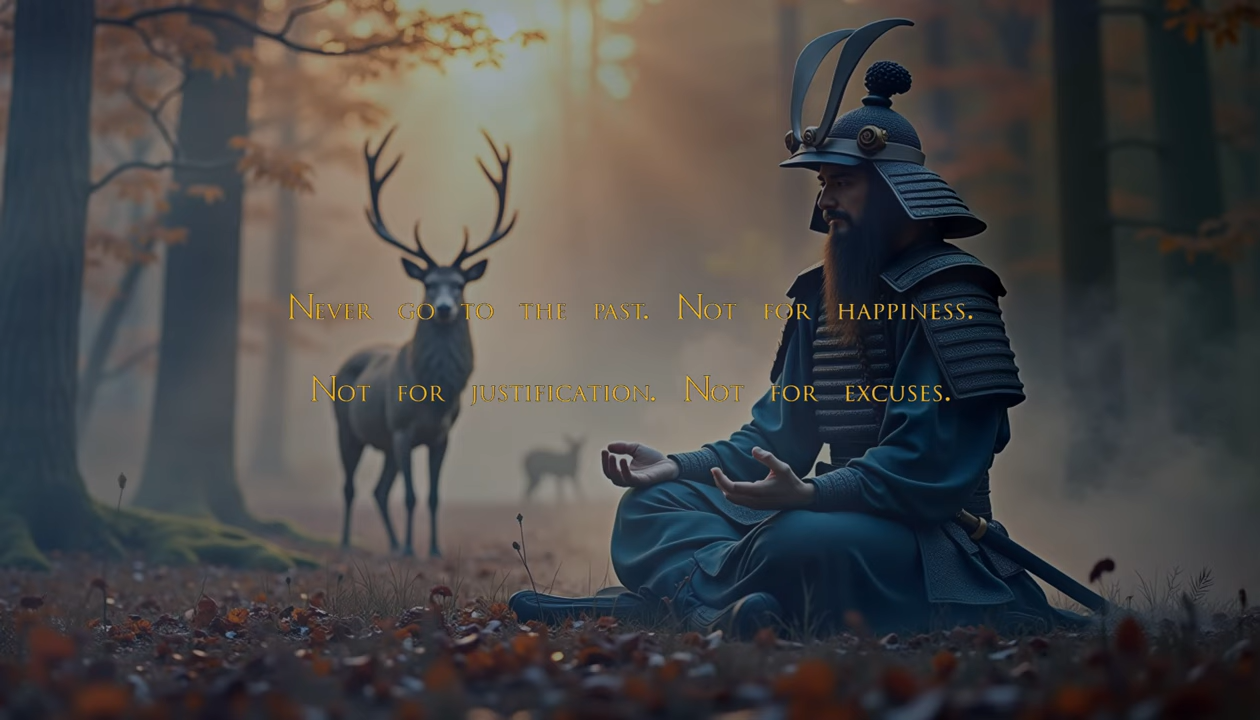 Never go to the past. Not for happiness.
Not for justification. Not for excuses.